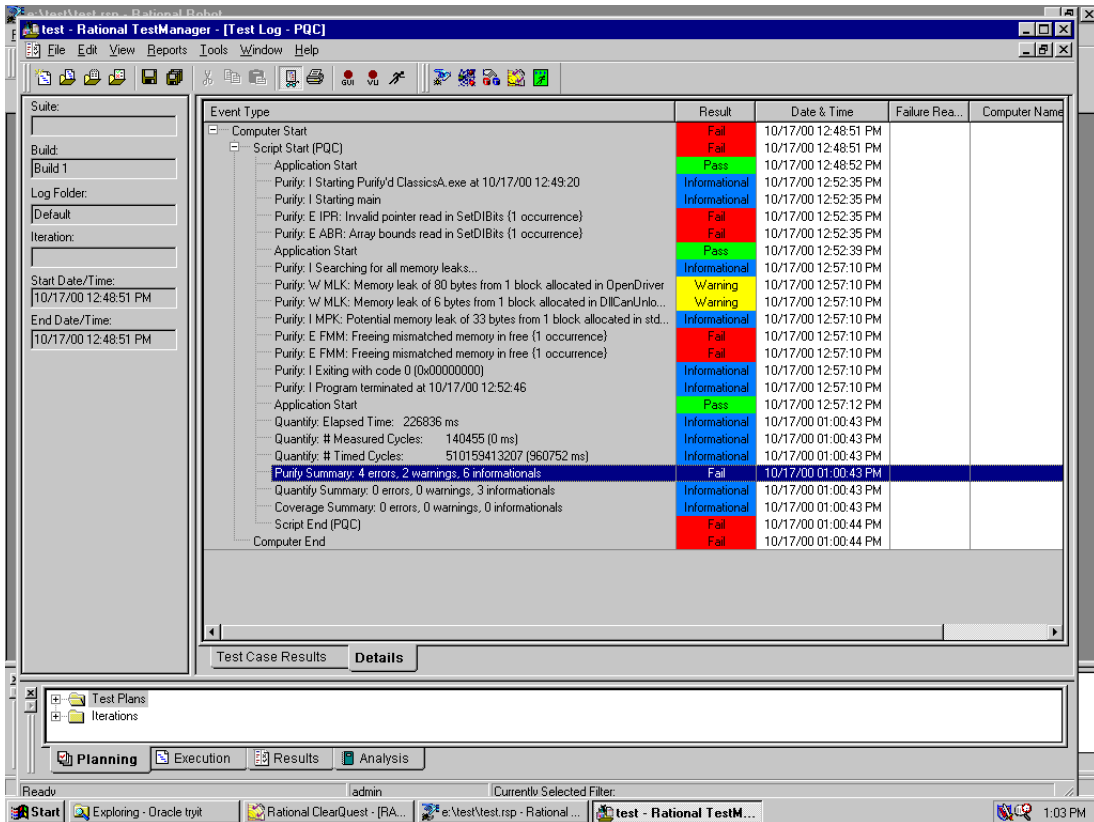 e:\test\test.rsp - Rational Robot
test - Rational TestManager - [Test Log - PQC]
File Edit View Reports Tools Window Help
GUI VU
Suite:
Build:
Build 1
Log Folder:
Default
Iteration:
Start Date/Time:
10/17/00 12:48:51 PM
End Date/Time:
10/17/00 12:48:51 PM
Event Type Result Date & Time Failure Rea... Computer Name
Computer Start Fail 10/17/00 12:48:51 PM
Script Start (PQC) Fail 10/17/00 12:48:51 PM
Application Start Pass 10/17/00 12:48:52 PM
Purify: I Starting Purify'd ClassicsA.exe at 10/17/00 12:49:20 Informational 10/17/00 12:52:35 PM
Purify: I Starting main Informational 10/17/00 12:52:35 PM
Purify: E IPR: Invalid pointer read in SetDIBits {1 occurrence} Fail 10/17/00 12:52:35 PM
Purify: E ABR: Array bounds read in SetDIBits {1 occurrence} Fail 10/17/00 12:52:35 PM
Application Start Pass 10/17/00 12:52:39 PM
Purify: I Searching for all memory leaks... Informational 10/17/00 12:57:10 PM
Purify: W MLK: Memory leak of 80 bytes from 1 block allocated in OpenDriver Warning 10/17/00 12:57:10 PM
Purify: W MLK: Memory leak of 6 bytes from 1 block allocated in DllCanUnlo... Warning 10/17/00 12:57:10 PM
Purify: I MPK: Potential memory leak of 33 bytes from 1 block allocated in std... Informational 10/17/00 12:57:10 PM
Purify: E FMM: Freeing mismatched memory in free {1 occurrence} Fail 10/17/00 12:57:10 PM
Purify: E FMM: Freeing mismatched memory in free {1 occurrence} Fail 10/17/00 12:57:10 PM
Purify: I Exiting with code 0 (0x00000000) Informational 10/17/00 12:57:10 PM
Purify: I Program terminated at 10/17/00 12:52:46 Informational 10/17/00 12:57:10 PM
Application Start Pass 10/17/00 12:57:12 PM
Quantify: Elapsed Time: 226836 ms Informational 10/17/00 01:00:43 PM
Quantify: # Measured Cycles: 140455 (0 ms) Informational 10/17/00 01:00:43 PM
Quantify: # Timed Cycles: 510159413207 (960752 ms) Informational 10/17/00 01:00:43 PM
Purify Summary: 4 errors, 2 warnings, 6 informationals Fail 10/17/00 01:00:43 PM
Quantify Summary: 0 errors, 0 warnings, 3 informationals Informational 10/17/00 01:00:43 PM
Coverage Summary: 0 errors, 0 warnings, 0 informationals Informational 10/17/00 01:00:43 PM
Script End (PQC) Fail 10/17/00 01:00:44 PM
Computer End Fail 10/17/00 01:00:44 PM
Test Case Results Details
Test Plans
Iterations
Planning Execution Results Analysis
Ready admin Currently Selected Filter:
Start Exploring - Oracle tryit Rational ClearQuest - [RA... e:\test\test.rsp - Rational ... test - Rational TestM... 1:03 PM